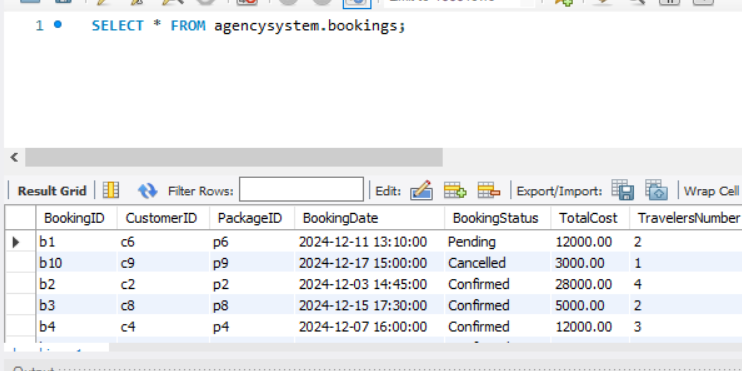 1 SELECT * FROM agencysystem.bookings;
Result Grid Filter Rows: Edit: Export/Import: Wrap Cell
BookingID CustomerID PackageID BookingDate BookingStatus TotalCost TravelersNumber
b1 c6 p6 2024-12-11 13:10:00 Pending 12000.00 2
b10 c9 p9 2024-12-17 15:00:00 Cancelled 3000.00 1
b2 c2 p2 2024-12-03 14:45:00 Confirmed 28000.00 4
b3 c8 p8 2024-12-15 17:30:00 Confirmed 5000.00 2
b4 c4 p4 2024-12-07 16:00:00 Confirmed 12000.00 3